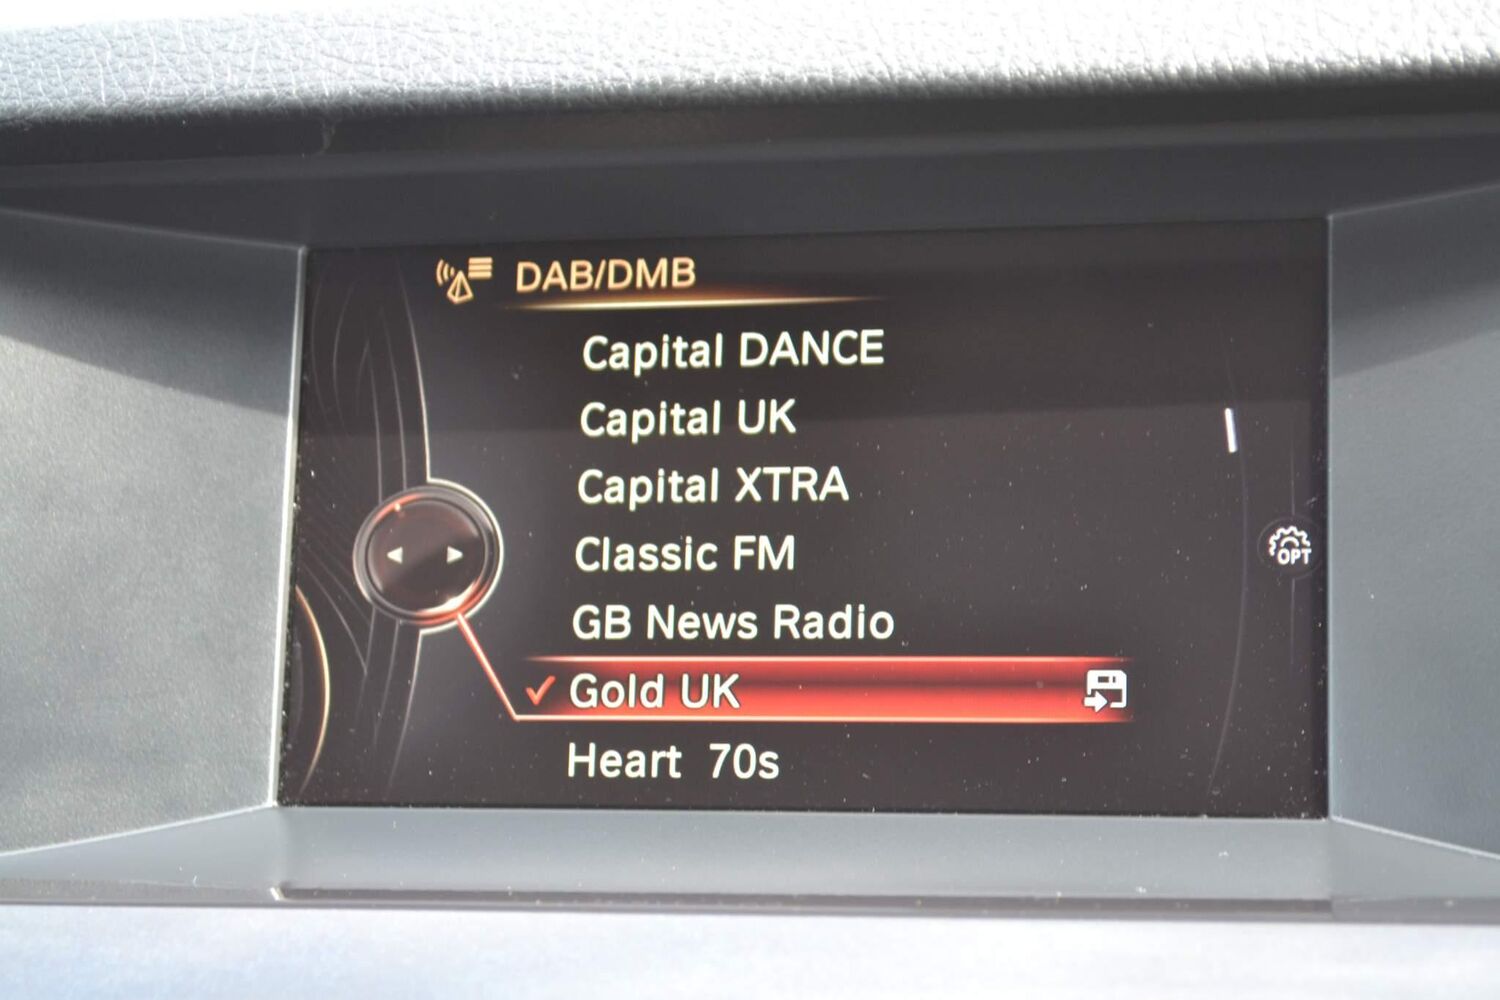 DAB/DMB
Capital DANCE
Capital UK
Capital XTRA
Classic FM
GB News Radio
Gold UK
Heart 70s
OPT